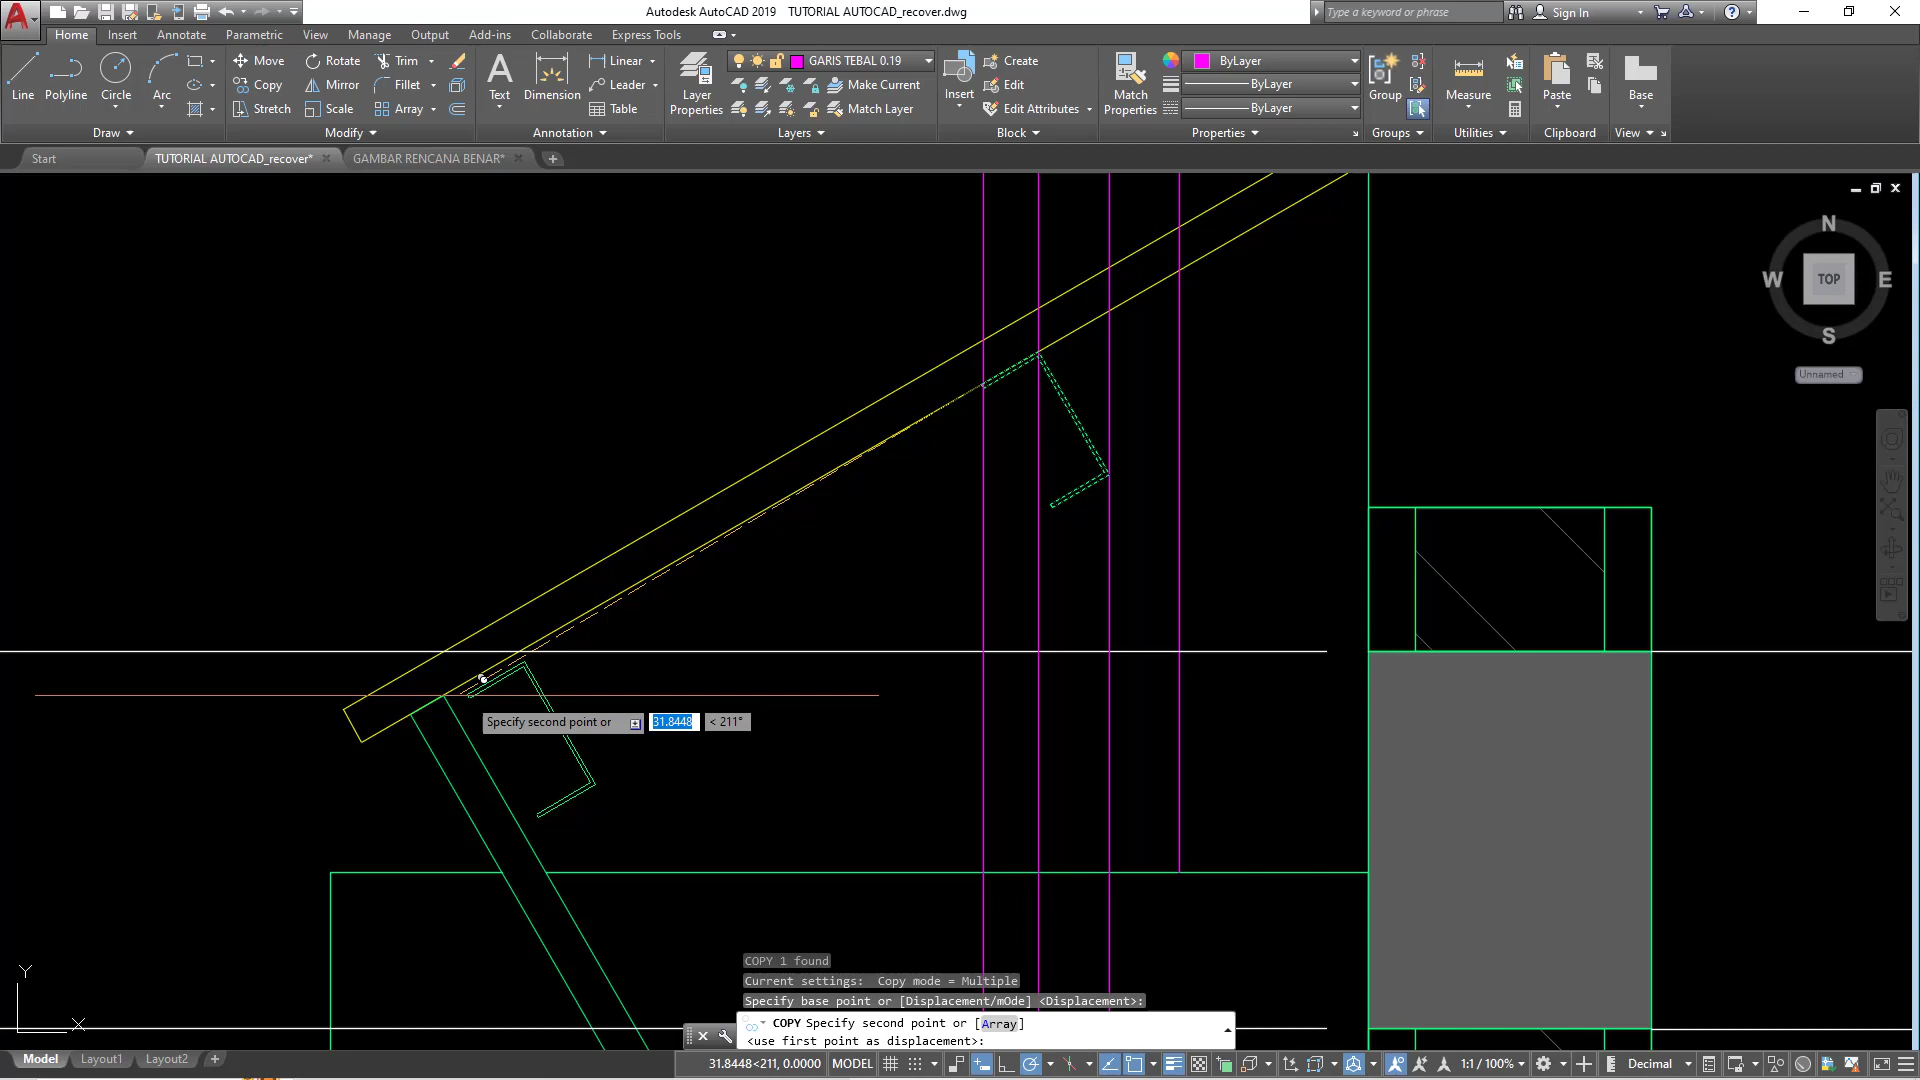 Autodesk AutoCAD 2019   TUTORIAL AUTOCAD_recover.dwg
Type a keyword or phrase
Sign In
Home Insert Annotate Parametric View Manage Output Add-ins Collaborate Express Tools
Line
Polyline
Circle
Arc
Draw
Move Rotate Trim
Copy Mirror Fillet
Stretch Scale Array
Modify
Text
Dimension
Linear
Leader
Table
Annotation
Layer Properties
GARIS TEBAL 0.19
Make Current
Match Layer
Layers
Insert
Create
Edit
Edit Attributes
Block
Match Properties
ByLayer
ByLayer
ByLayer
Properties
Group
Groups
Measure
Utilities
Paste
Clipboard
Base
View
Start
TUTORIAL AUTOCAD_recover*
GAMBAR RENCANA BENAR*
N
W TOP E
S
Unnamed
Specify second point or 31.8448 < 211°
COPY 1 found
Current settings:  Copy mode = Multiple
Specify base point or [Displacement/mOde] <Displacement>:
COPY Specify second point or [Array]
<use first point as displacement>:
Y
X
Model Layout1 Layout2
31.8448<211, 0.0000 MODEL
1:1 / 100%
Decimal